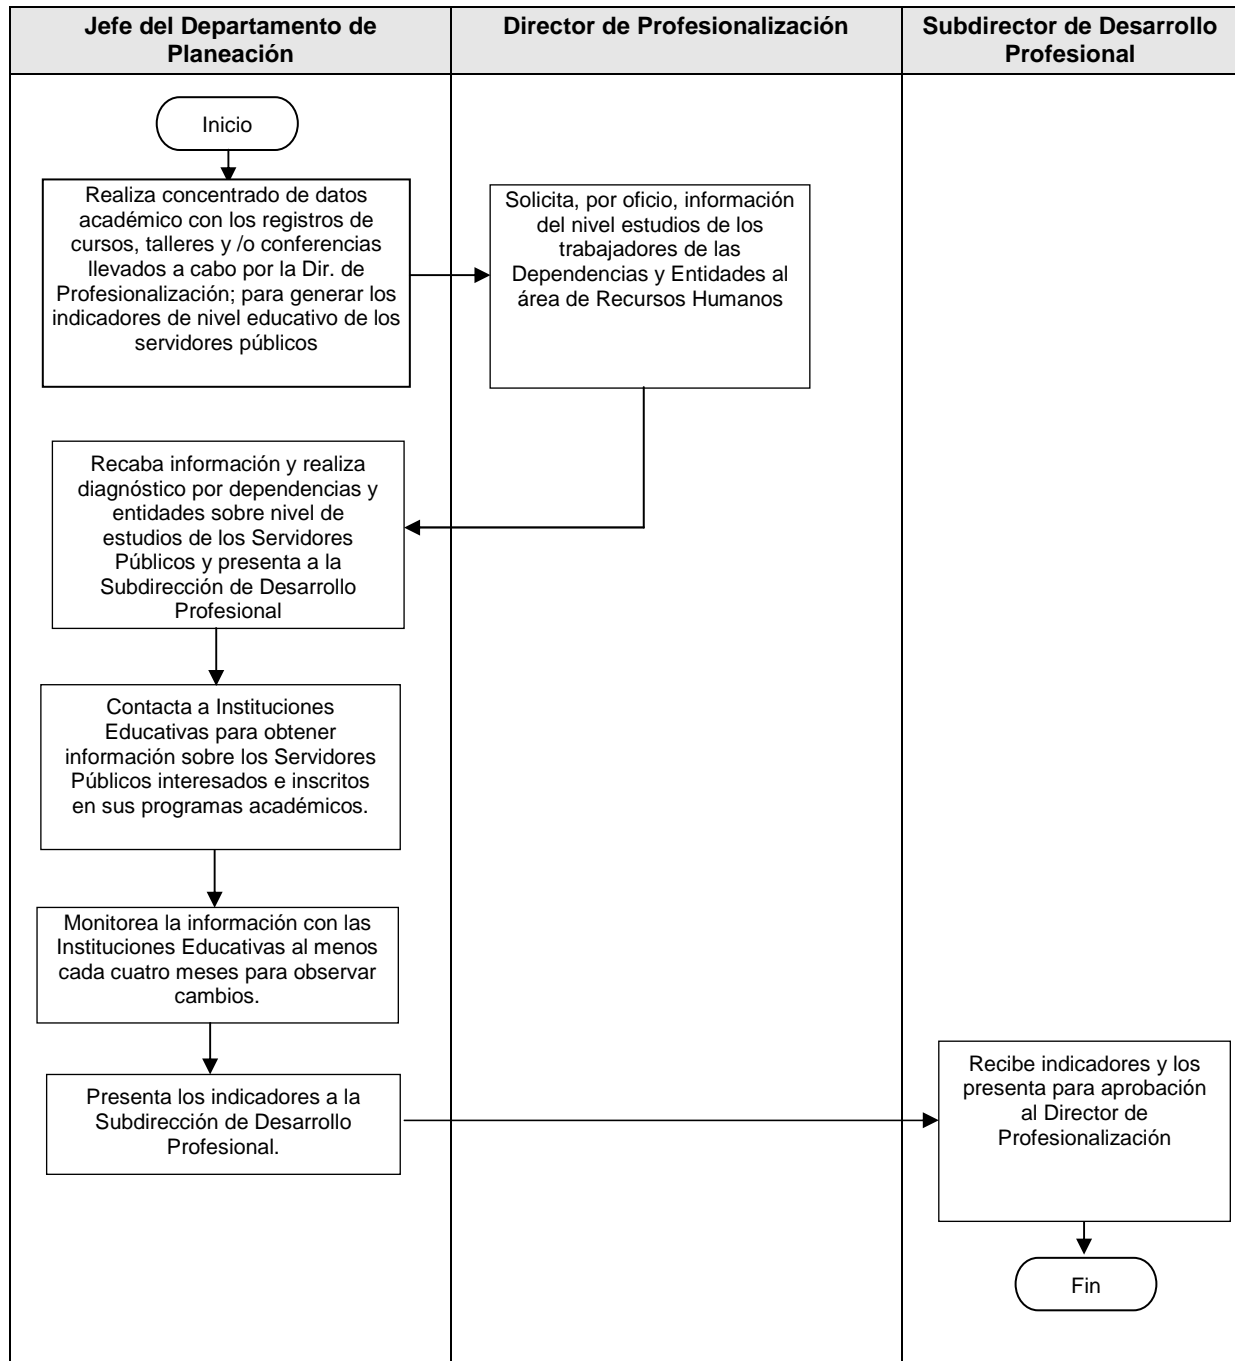 Jefe del Departamento de
Planeación
Director de Profesionalización
Subdirector de Desarrollo
Profesional
Inicio
Realiza concentrado de datos
académico con los registros de
cursos, talleres y /o conferencias
llevados a cabo por la Dir. de
Profesionalización; para generar los
indicadores de nivel educativo de los
servidores públicos
Solicita, por oficio, información
del nivel estudios de los
trabajadores de las
Dependencias y Entidades al
área de Recursos Humanos
Recaba información y realiza
diagnóstico por dependencias y
entidades sobre nivel de
estudios de los Servidores
Públicos y presenta a la
Subdirección de Desarrollo
Profesional
Contacta a Instituciones
Educativas para obtener
información sobre los Servidores
Públicos interesados e inscritos
en sus programas académicos.
Monitorea la información con las
Instituciones Educativas al menos
cada cuatro meses para observar
cambios.
Presenta los indicadores a la
Subdirección de Desarrollo
Profesional.
Recibe indicadores y los
presenta para aprobación
al Director de
Profesionalización
Fin